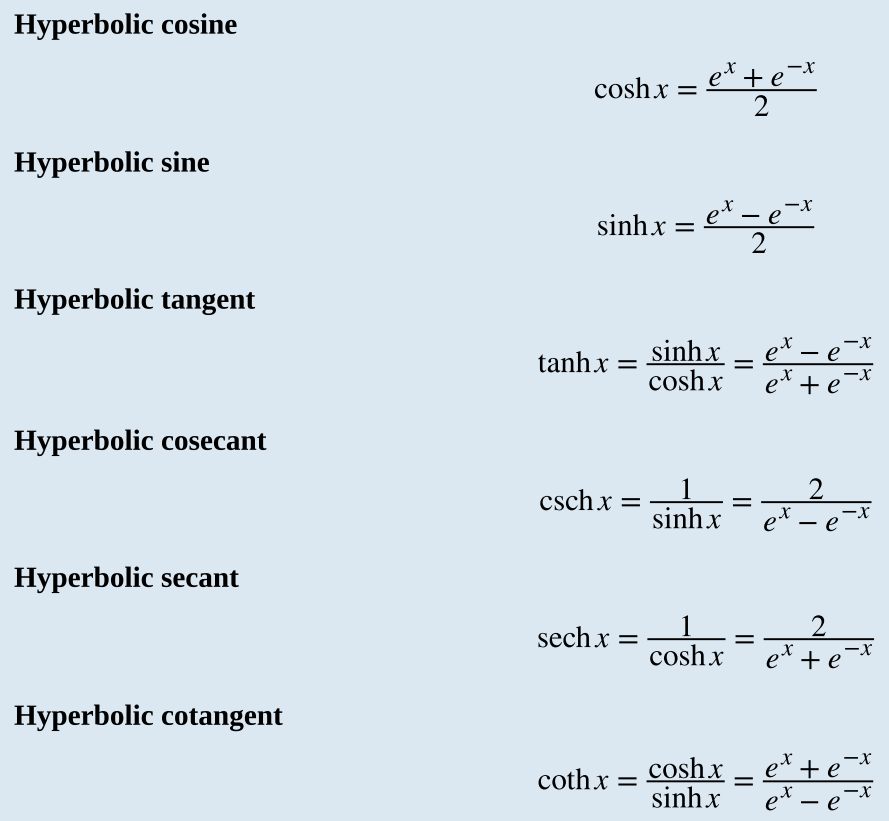 Hyperbolic cosine
cosh x = \frac{e^x + e^{-x}}{2}
Hyperbolic sine
sinh x = \frac{e^x - e^{-x}}{2}
Hyperbolic tangent
tanh x = \frac{sinh x}{cosh x} = \frac{e^x - e^{-x}}{e^x + e^{-x}}
Hyperbolic cosecant
csch x = \frac{1}{sinh x} = \frac{2}{e^x - e^{-x}}
Hyperbolic secant
sech x = \frac{1}{cosh x} = \frac{2}{e^x + e^{-x}}
Hyperbolic cotangent
coth x = \frac{cosh x}{sinh x} = \frac{e^x + e^{-x}}{e^x - e^{-x}}